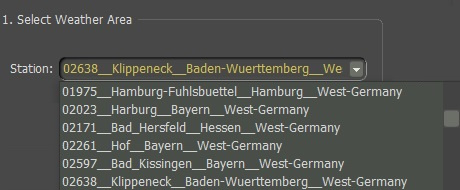 1. Select Weather Area
Station: 02638__Klippeneck__Baden-Wuerttemberg__We
01975__Hamburg-Fuhlsbuettel__Hamburg__West-Germany
02023__Harburg__Bayern__West-Germany
02171__Bad_Hersfeld__Hessen__West-Germany
02261__Hof__Bayern__West-Germany
02597__Bad_Kissingen__Bayern__West-Germany
02638__Klippeneck__Baden-Wuerttemberg__West-Germany